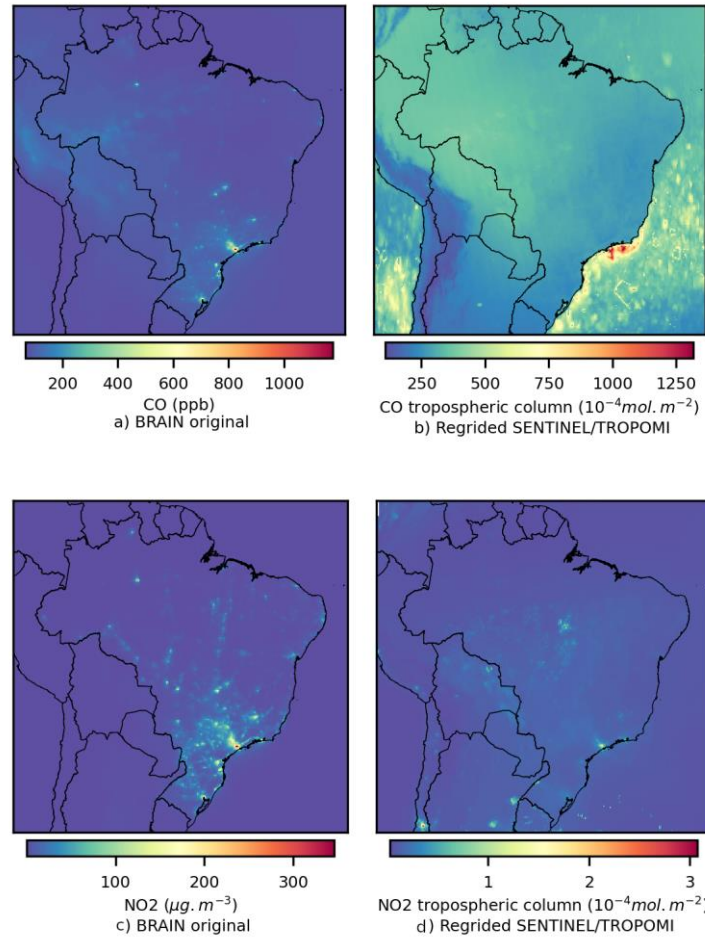 200 400 600 800 1000
CO (ppb)
a) BRAIN original
250 500 750 1000 1250
CO tropospheric column (10⁻⁴mol.m⁻²)
b) Regrided SENTINEL/TROPOMI
100 200 300
NO2 (μg.m⁻³)
c) BRAIN original
1 2 3
NO2 tropospheric column (10⁻⁴mol.m⁻²)
d) Regrided SENTINEL/TROPOMI